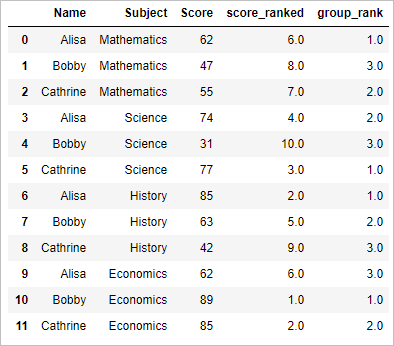 Name Subject Score score_ranked group_rank
0 Alisa Mathematics 62 6.0 1.0
1 Bobby Mathematics 47 8.0 3.0
2 Cathrine Mathematics 55 7.0 2.0
3 Alisa Science 74 4.0 2.0
4 Bobby Science 31 10.0 3.0
5 Cathrine Science 77 3.0 1.0
6 Alisa History 85 2.0 1.0
7 Bobby History 63 5.0 2.0
8 Cathrine History 42 9.0 3.0
9 Alisa Economics 62 6.0 3.0
10 Bobby Economics 89 1.0 1.0
11 Cathrine Economics 85 2.0 2.0